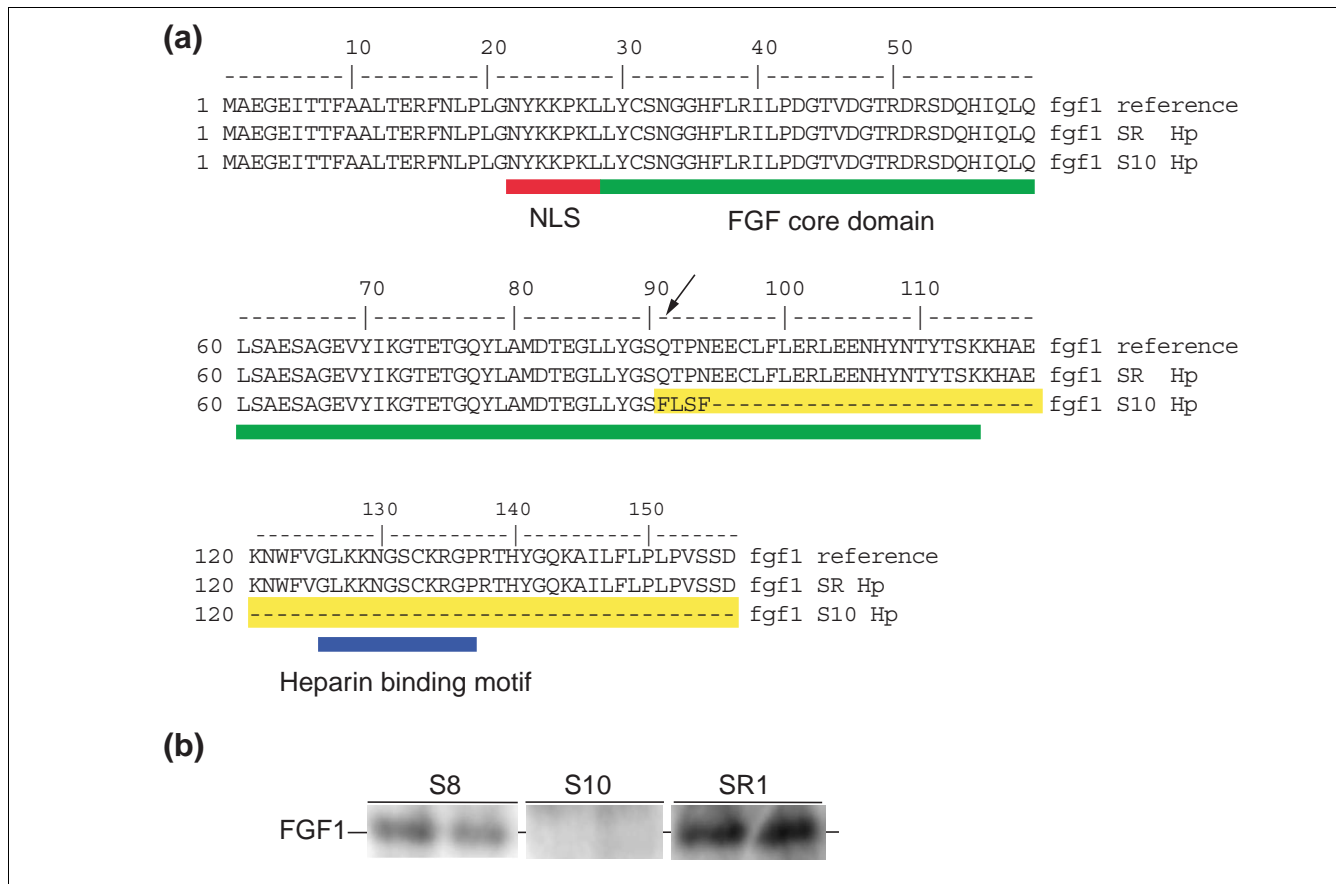 (a)
10 20 30 40 50
---------|---------|---------|---------|---------|----------
1 MAEGEITTFAALTERFNLPLGNYKKPKLLYCSNGGHFLRILPDGTVDGTRDRSDQHIQLQ fgf1 reference
1 MAEGEITTFAALTERFNLPLGNYKKPKLLYCSNGGHFLRILPDGTVDGTRDRSDQHIQLQ fgf1 SR Hp
1 MAEGEITTFAALTERFNLPLGNYKKPKLLYCSNGGHFLRILPDGTVDGTRDRSDQHIQLQ fgf1 S10 Hp
NLS FGF core domain
70 80 90 100 110
---------|----------|---------|---------|---------|--------
60 LSAESAGEVYIKGTETGQYLAMDTEGLLYGSQTPNEECLFLERLEENHYNTYTSKKHAE fgf1 reference
60 LSAESAGEVYIKGTETGQYLAMDTEGLLYGSQTPNEECLFLERLEENHYNTYTSKKHAE fgf1 SR Hp
60 LSAESAGEVYIKGTETGQYLAMDTEGLLYGSFLSF------------------------ fgf1 S10 Hp
130 140 150
---------|---------|---------|------
120 KNWFVGLKKNGSCKRGPRTHYGQKAILFLPLPVSSD fgf1 reference
120 KNWFVGLKKNGSCKRGPRTHYGQKAILFLPLPVSSD fgf1 SR Hp
120 ------------------------------------ fgf1 S10 Hp
Heparin binding motif
(b)
S8 S10 SR1
FGF1